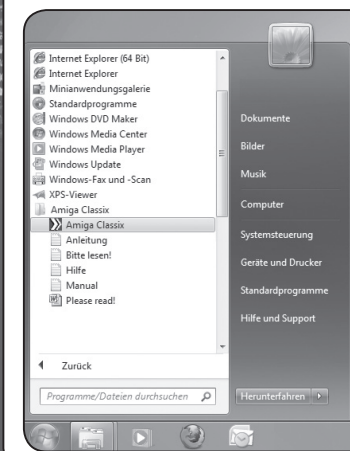 Internet Explorer (64 Bit)
Internet Explorer
Minianwendungsgalerie
Standardprogramme
Windows DVD Maker
Windows Media Center
Windows Media Player
Windows Update
Windows-Fax und -Scan
XPS-Viewer
Amiga Classix
Amiga Classix
Anleitung
Bitte lesen!
Hilfe
Manual
Please read!
Zurück
Programme/Dateien durchsuchen
Dokumente
Bilder
Musik
Computer
Systemsteuerung
Geräte und Drucker
Standardprogramme
Hilfe und Support
Herunterfahren